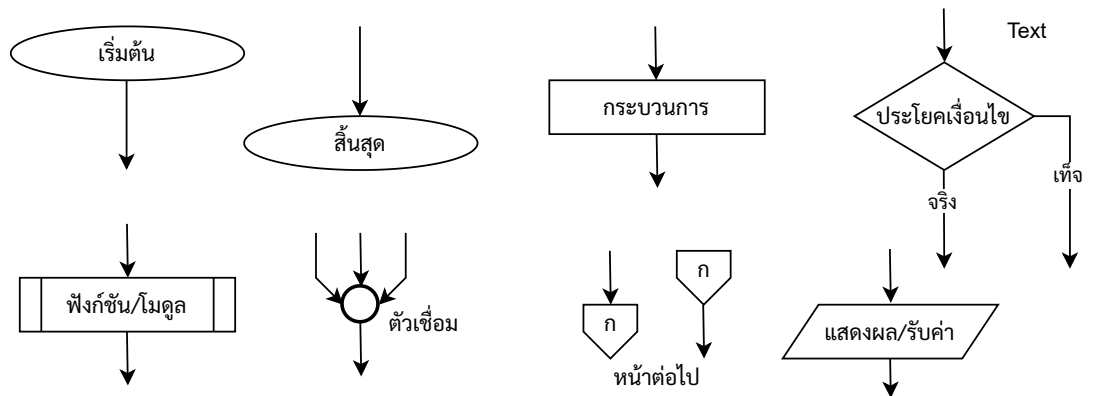 เริ่มต้น
สิ้นสุด
กระบวนการ
Text
ประโยคเงื่อนไข
เท็จ
จริง
ฟังก์ชัน/โมดูล
ตัวเชื่อม
ก
ก
หน้าต่อไป
แสดงผล/รับค่า